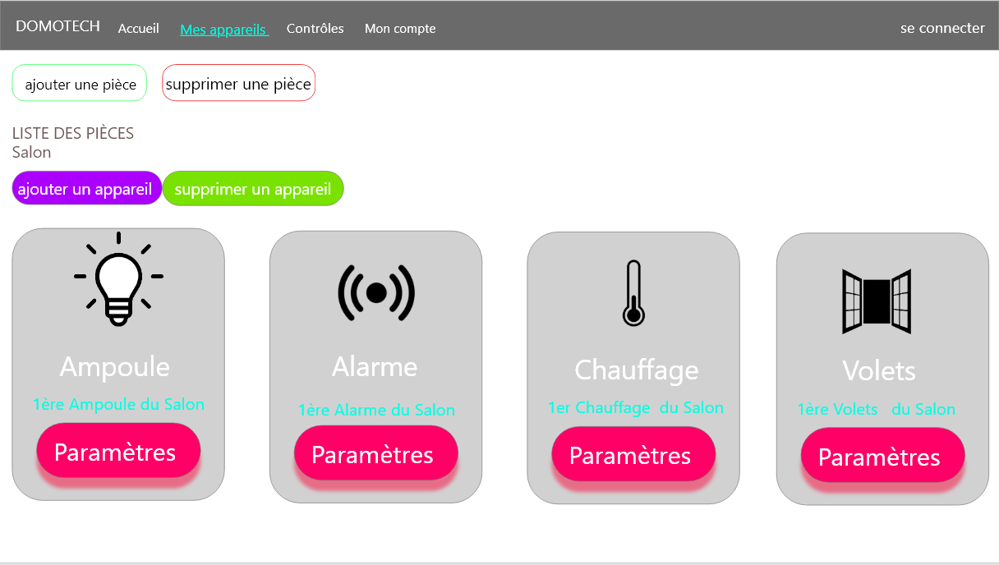 DOMOTECH Accueil Mes appareils Contrôles Mon compte se connecter
ajouter une pièce supprimer une pièce
LISTE DES PIÈCES
Salon
ajouter un appareil supprimer un appareil
Ampoule Alarme Chauffage Volets
1ère Ampoule du Salon 1ère Alarme du Salon 1er Chauffage du Salon 1ère Volets du Salon
Paramètres Paramètres Paramètres Paramètres